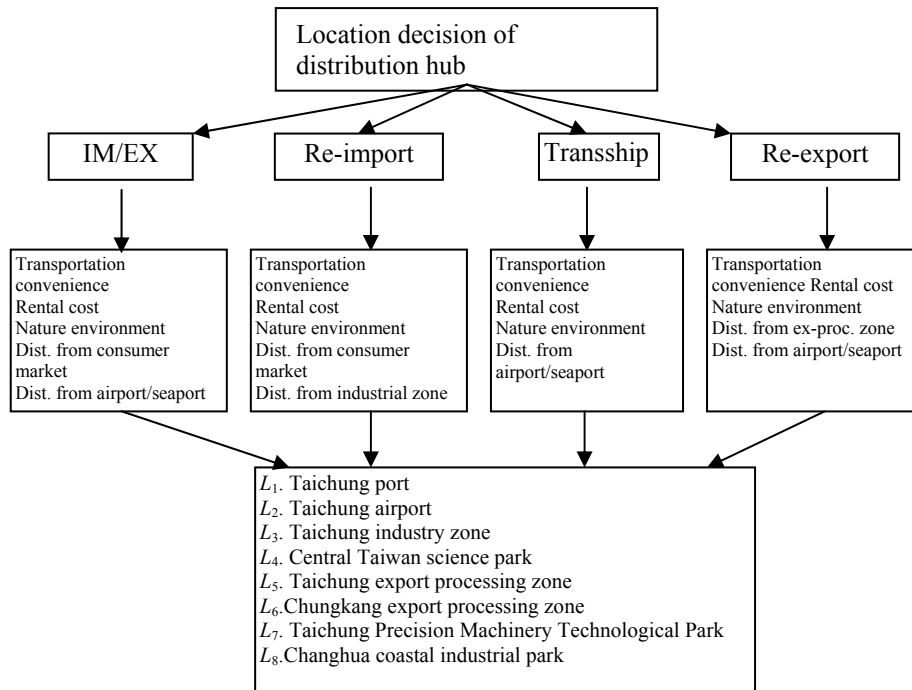 Location decision of
distribution hub
IM/EX
Re-import
Transship
Re-export
Transportation
convenience
Rental cost
Nature environment
Dist. from consumer
market
Dist. from airport/seaport
Transportation
convenience
Rental cost
Nature environment
Dist. from consumer
market
Dist. from industrial zone
Transportation
convenience
Rental cost
Nature environment
Dist. from
airport/seaport
Transportation
convenience Rental cost
Nature environment
Dist. from ex-proc. zone
Dist. from airport/seaport
L1. Taichung port
L2. Taichung airport
L3. Taichung industry zone
L4. Central Taiwan science park
L5. Taichung export processing zone
L6.Chungkang export processing zone
L7. Taichung Precision Machinery Technological Park
L8.Changhua coastal industrial park